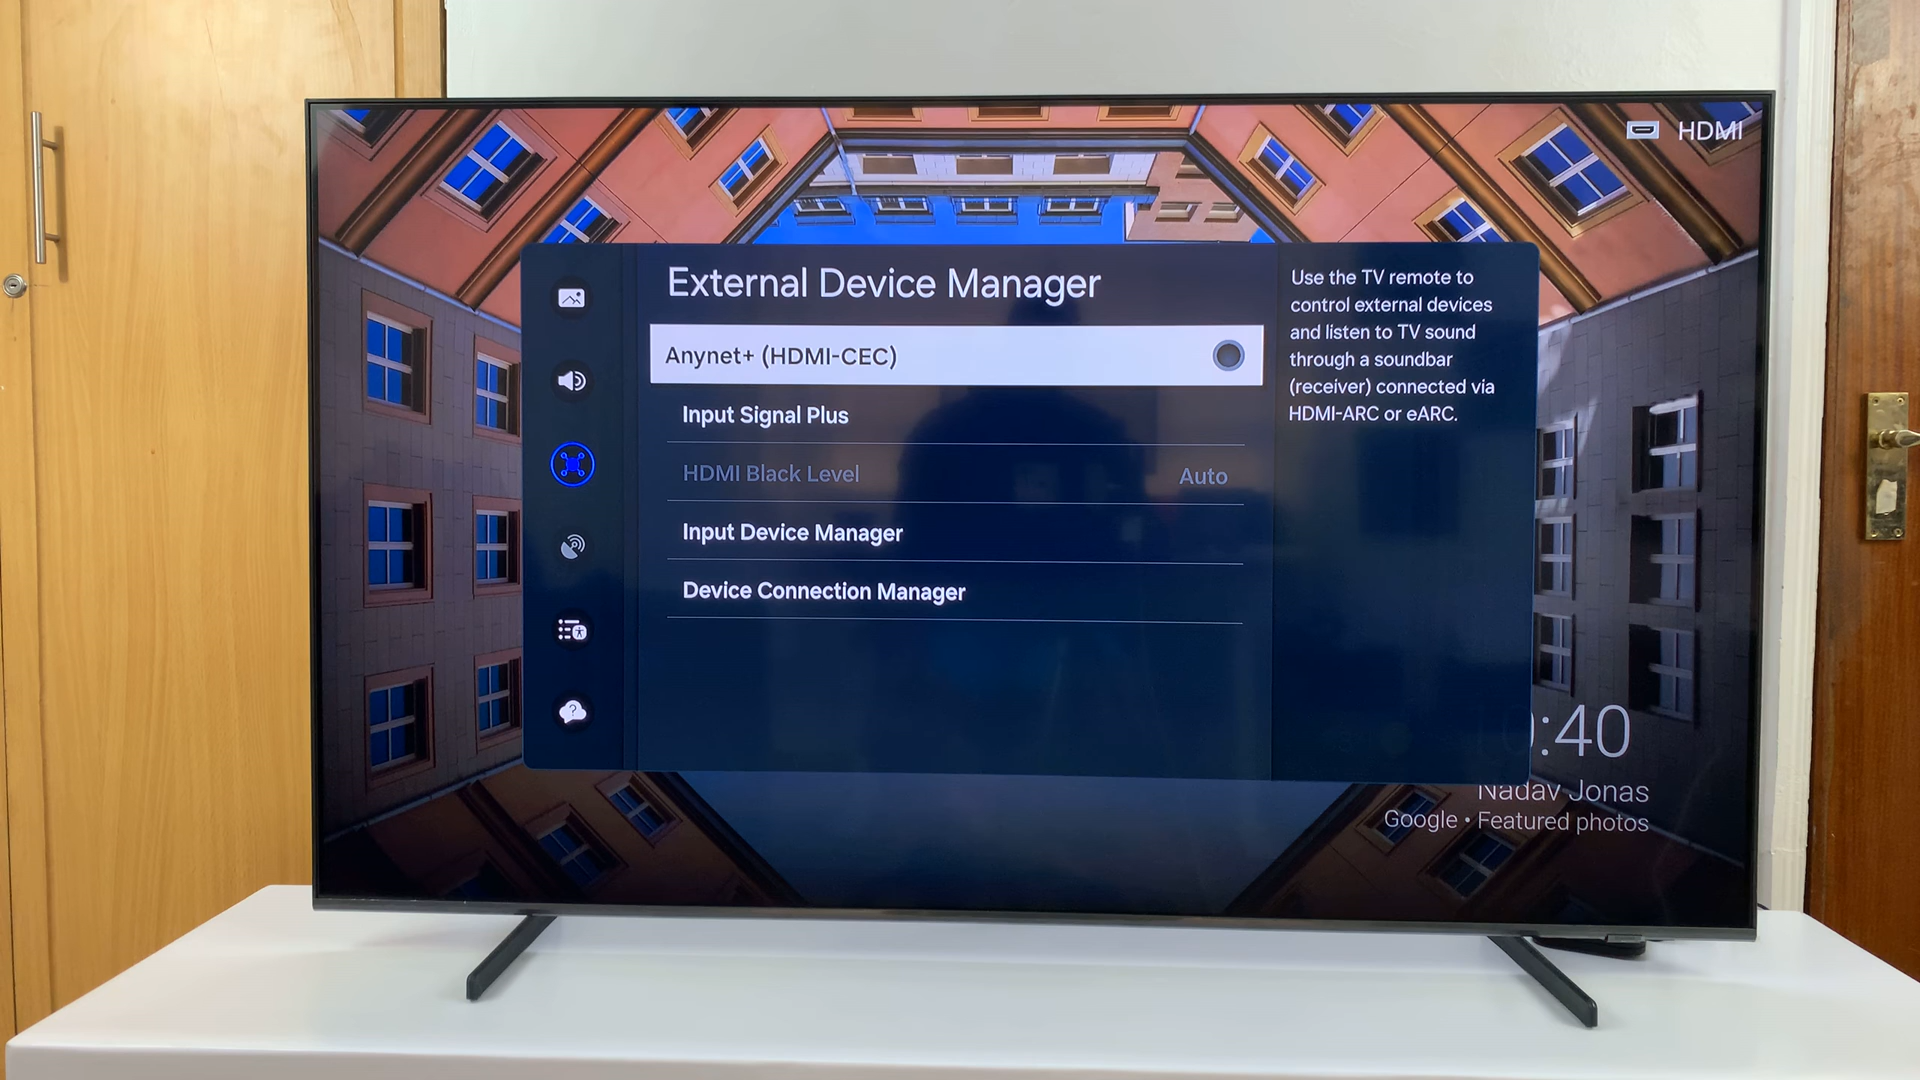 HDMI
External Device Manager
Anynet+ (HDMI-CEC)
Input Signal Plus
HDMI Black Level Auto
Input Device Manager
Device Connection Manager
Use the TV remote to
control external devices
and listen to TV sound
through a soundbar
(receiver) connected via
HDMI-ARC or eARC.
:40
Nadav Jonas
Google • Featured photos